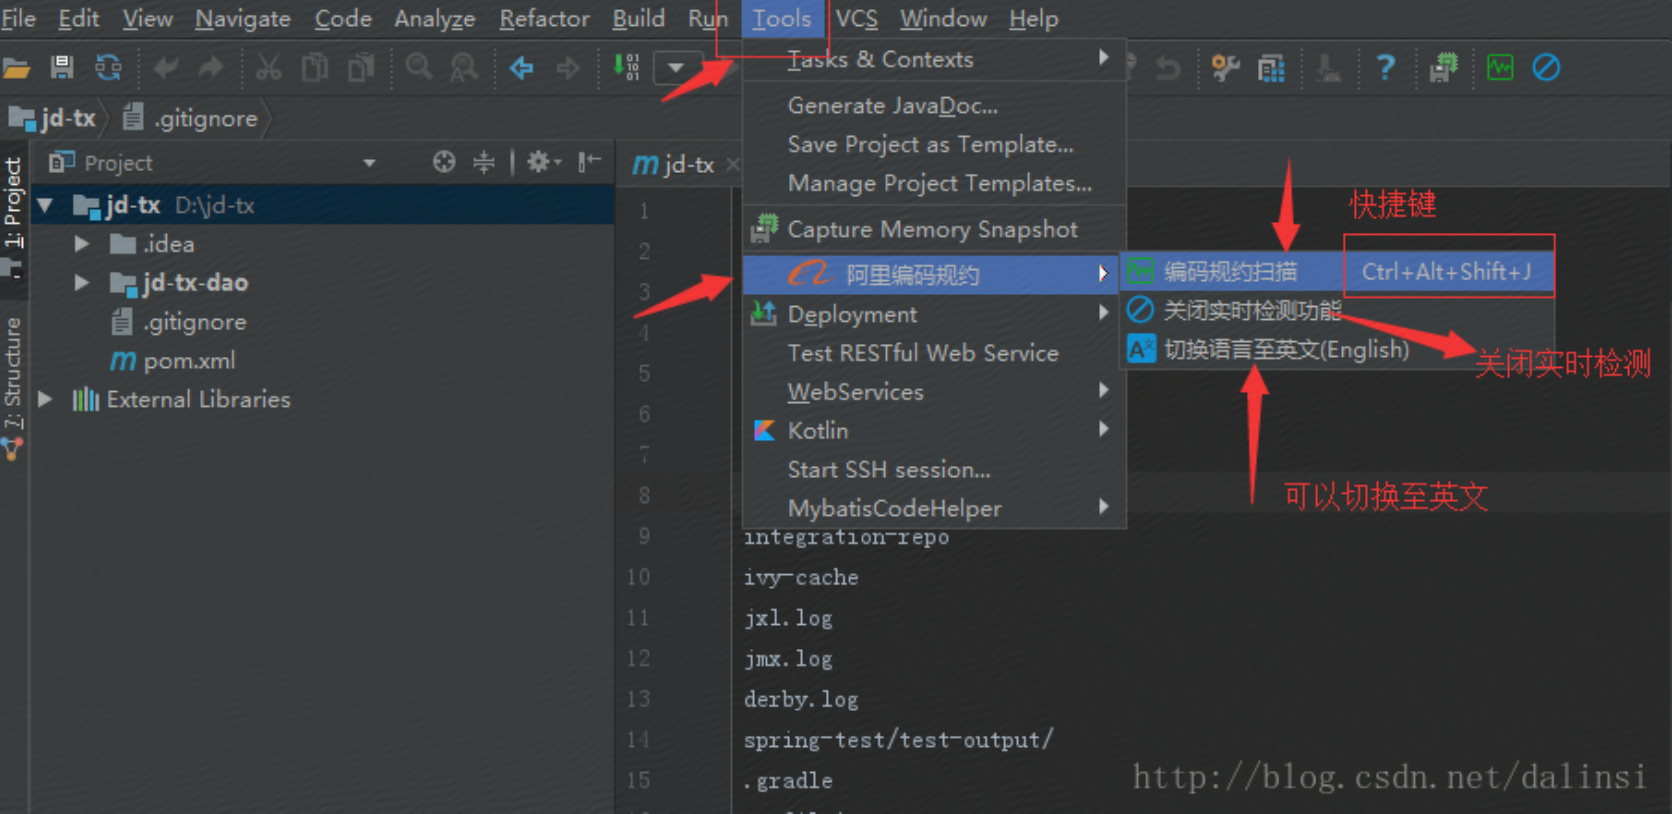 File Edit View Navigate Code Analyze Refactor Build Run Tools VCS Window Help
jd-tx .gitignore
Project
1: Project
7: Structure
jd-tx D:\jd-tx
.idea
jd-tx-dao
.gitignore
pom.xml
External Libraries
jd-tx
Tasks & Contexts
Generate JavaDoc...
Save Project as Template...
Manage Project Templates...
Capture Memory Snapshot
阿里编码规约
Deployment
Test RESTful Web Service
WebServices
Kotlin
Start SSH session...
MybatisCodeHelper
快捷键
编码规约扫描 Ctrl+Alt+Shift+J
关闭实时检测功能
切换语言至英文(English)
关闭实时检测
可以切换至英文
1
2
3
4
5
6
7
8
9 integration-repo
10 ivy-cache
11 jxl.log
12 jmx.log
13 derby.log
14 spring-test/test-output/
15 .gradle
http://blog.csdn.net/dalinsi